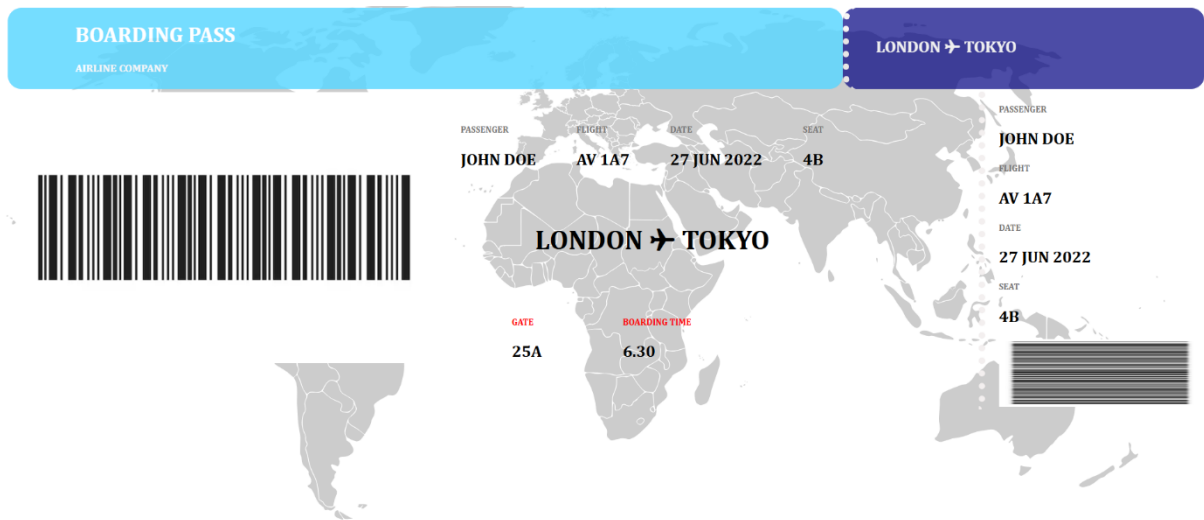 BOARDING PASS
AIRLINE COMPANY
PASSENGER FLIGHT DATE SEAT
JOHN DOE AV 1A7 27 JUN 2022 4B
LONDON ✈ TOKYO
GATE BOARDING TIME
25A 6.30
LONDON ✈ TOKYO
PASSENGER
JOHN DOE
FLIGHT
AV 1A7
DATE
27 JUN 2022
SEAT
4B